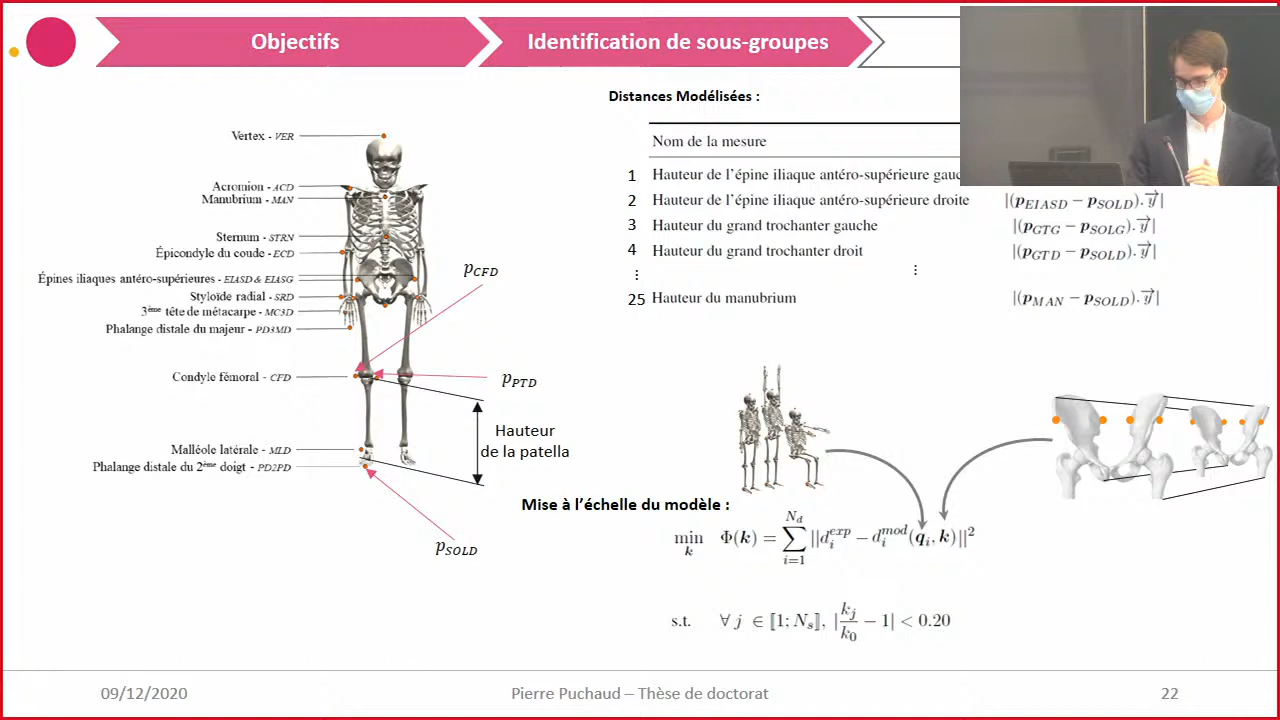 Objectifs
Identification de sous-groupes
Distances Modélisées :
Nom de la mesure
1 Hauteur de l'épine iliaque antéro-supérieure gauc
2 Hauteur de l'épine iliaque antéro-supérieure droite |(p_EIASD − p_SOLD).y⃗|
3 Hauteur du grand trochanter gauche |(p_GTG − p_SOLG).y⃗|
4 Hauteur du grand trochanter droit |(p_GTD − p_SOLD).y⃗|
⋮ ⋮
25 Hauteur du manubrium |(p_MAN − p_SOLD).y⃗|
Vertex - VER
Acromion - ACD
Manubrium - MAN
Sternum - STRN
Épicondyle du coude - ECD
Épines iliaques antéro-supérieures - EIASD & EIASG
Styloïde radial - SRD
3ème tête de métacarpe - MC3D
Phalange distale du majeur - PD3MD
Condyle fémoral - CFD
Malléole latérale - MLD
Phalange distale du 2ème doigt - PD2PD
p_CFD
p_PTD
Hauteur
de la patella
p_SOLD
Mise à l'échelle du modèle :
min_k Φ(k) = ∑_{i=1}^{N_d} ||d_i^{exp} − d_i^{mod}(q_i, k)||²
s.t. ∀ j ∈ ⟦1; N_s⟧, |k_j/k_0 − 1| < 0.20
09/12/2020
Pierre Puchaud – Thèse de doctorat
22